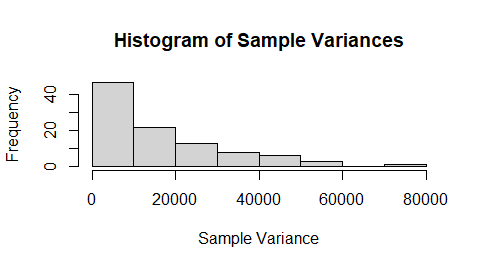 Histogram of Sample Variances
Frequency
40
20
0
0 20000 40000 60000 80000
Sample Variance